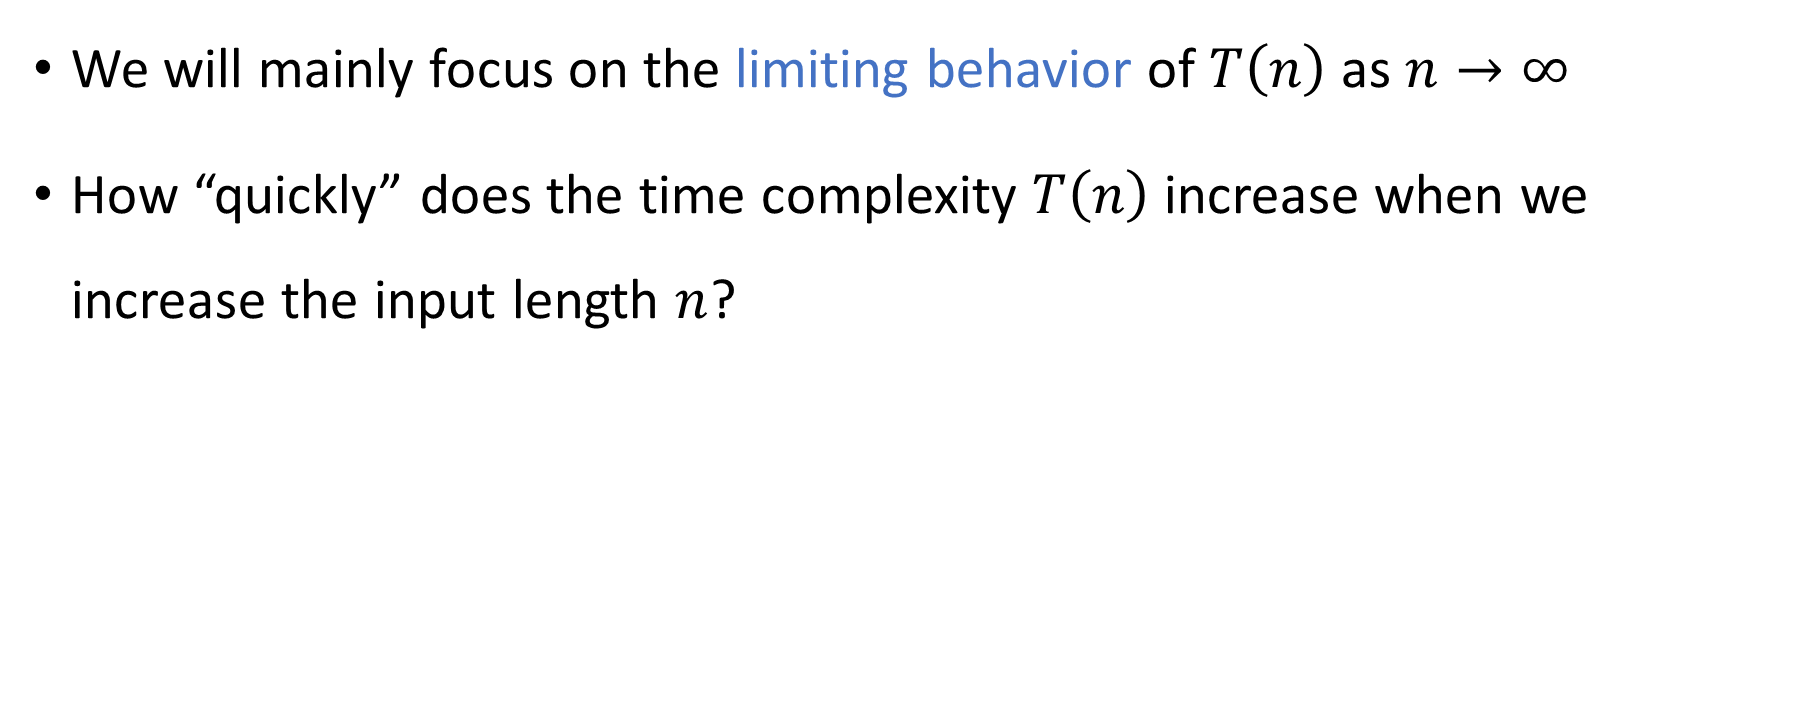 • We will mainly focus on the limiting behavior of 𝑇(𝑛) as 𝑛 → ∞
• How “quickly” does the time complexity 𝑇(𝑛) increase when we
increase the input length 𝑛?